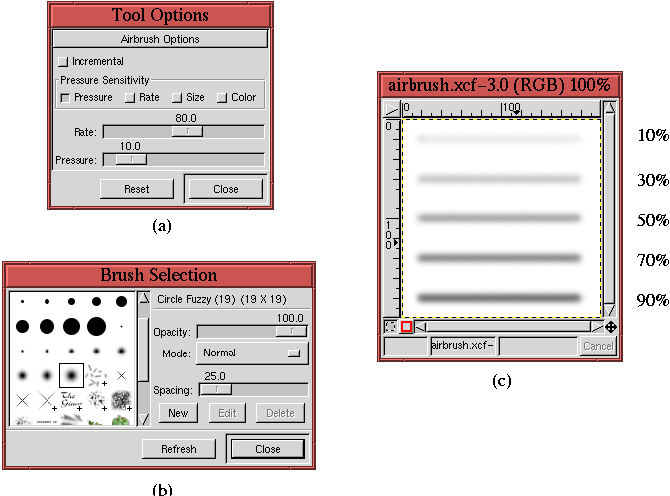 Tool Options
Airbrush Options
Incremental
Pressure Sensitivity
Pressure Rate Size Color
80.0
Rate:
10.0
Pressure:
Reset Close
(a)
Brush Selection
Circle Fuzzy (19) (19 X 19)
100.0
Opacity:
Mode: Normal
25.0
Spacing:
The Gimp
New Edit Delete
Refresh Close
(b)
airbrush.xcf-3.0 (RGB) 100%
0 100
0
100
10%
30%
50%
70%
90%
airbrush.xcf- Cancel
(c)